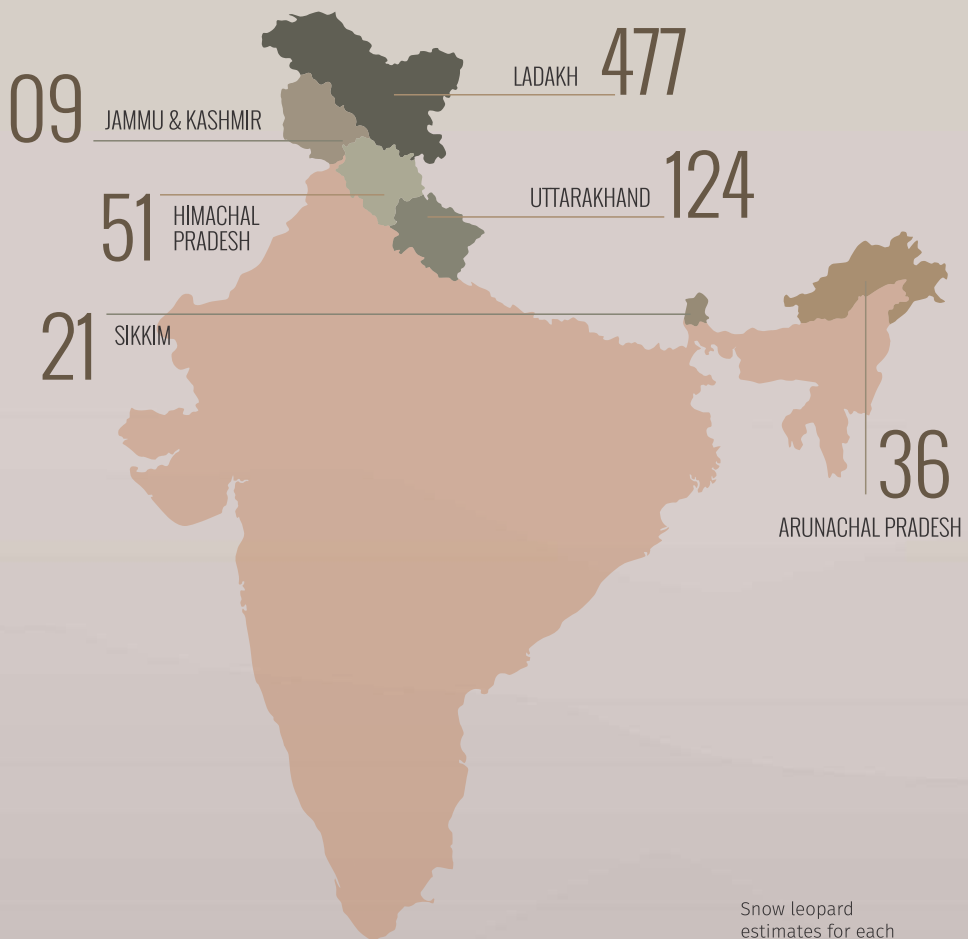 LADAKH 477
09 JAMMU & KASHMIR
UTTARAKHAND 124
51 HIMACHAL
PRADESH
21 SIKKIM
36
ARUNACHAL PRADESH
Snow leopard
estimates for each